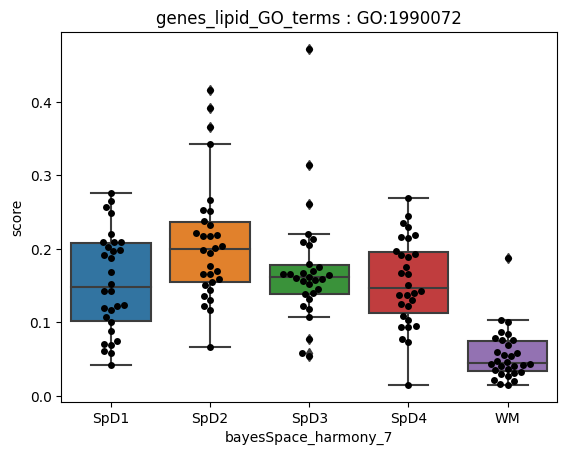 genes_lipid_GO_terms : GO:1990072
score
0.4
0.3
0.2
0.1
0.0
SpD1 SpD2 SpD3 SpD4 WM
bayesSpace_harmony_7